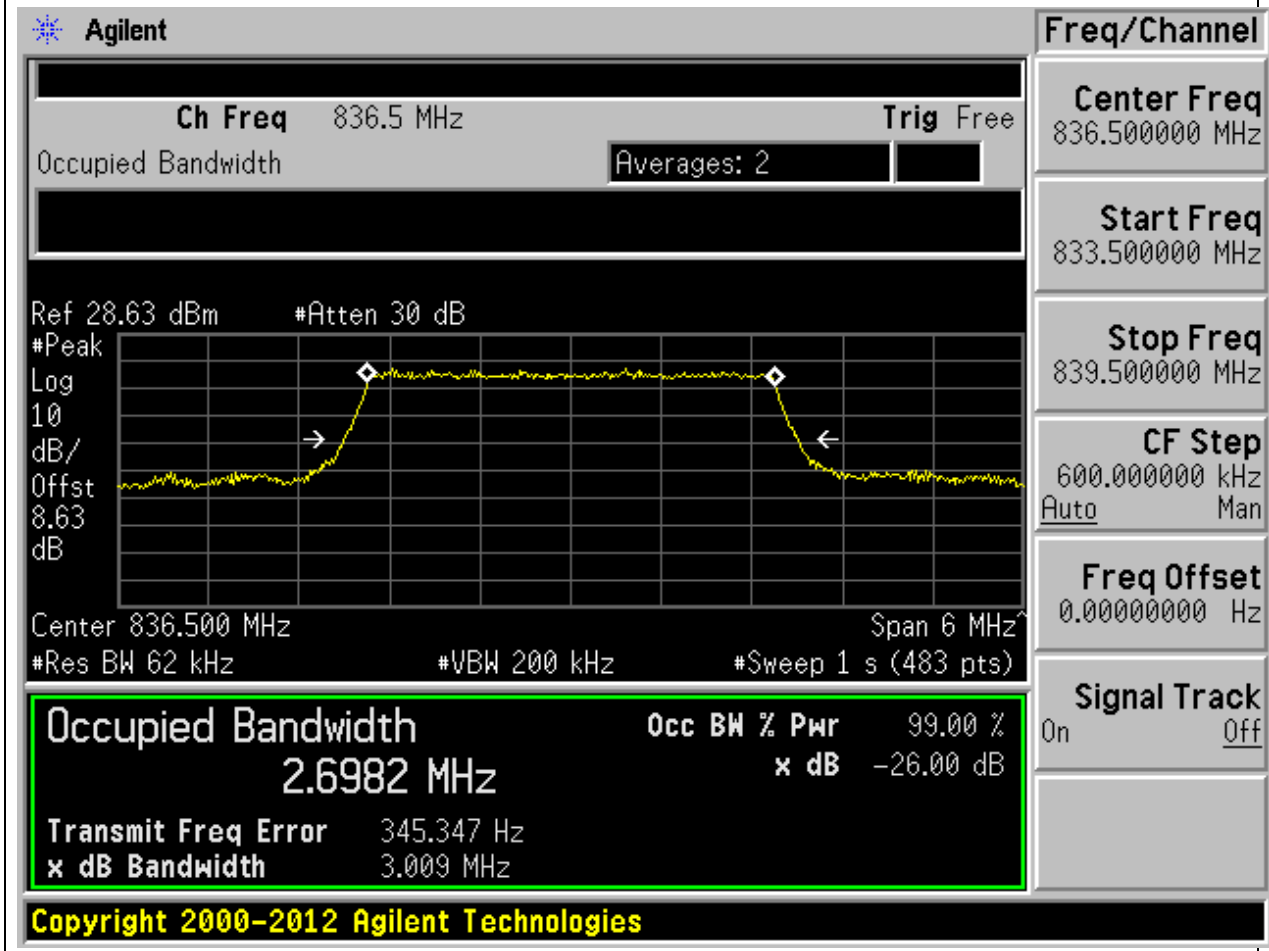 Agilent
Freq/Channel
Ch Freq 836.5 MHz Trig Free
Occupied Bandwidth Averages: 2
Center Freq
836.500000 MHz
Start Freq
833.500000 MHz
Stop Freq
839.500000 MHz
CF Step
600.000000 kHz
Auto Man
Freq Offset
0.00000000 Hz
Signal Track
On Off
Ref 28.63 dBm #Atten 30 dB
#Peak
Log
10
dB/
Offst
8.63
dB
Center 836.500 MHz Span 6 MHz^
#Res BW 62 kHz #VBW 200 kHz #Sweep 1 s (483 pts)
Occupied Bandwidth
2.6982 MHz
Occ BW % Pwr 99.00 %
x dB -26.00 dB
Transmit Freq Error 345.347 Hz
x dB Bandwidth 3.009 MHz
Copyright 2000-2012 Agilent Technologies